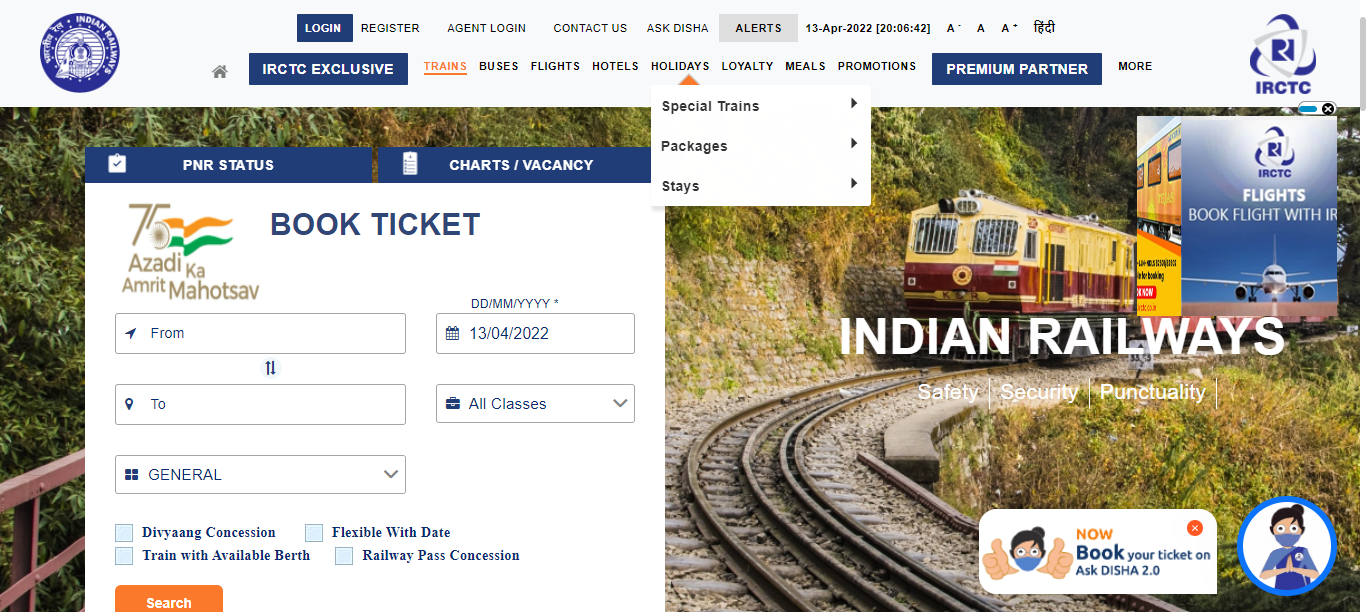 LOGIN REGISTER AGENT LOGIN CONTACT US ASK DISHA ALERTS 13-Apr-2022 [20:06:42] A- A A+ हिंदी
INDIAN RAILWAYS
भारतीय रेल
IRCTC EXCLUSIVE TRAINS BUSES FLIGHTS HOTELS HOLIDAYS LOYALTY MEALS PROMOTIONS PREMIUM PARTNER MORE
IRCTC
Special Trains
Packages
Stays
PNR STATUS CHARTS / VACANCY
75
Azadi Ka
Amrit Mahotsav
BOOK TICKET
DD/MM/YYYY *
From
13/04/2022
To
All Classes
GENERAL
Divyaang Concession
Flexible With Date
Train with Available Berth
Railway Pass Concession
Search
IRCTC
FLIGHTS
BOOK FLIGHT WITH IR
INDIAN RAILWAYS
Safety Security Punctuality
NOW
Book your ticket on
Ask DISHA 2.0